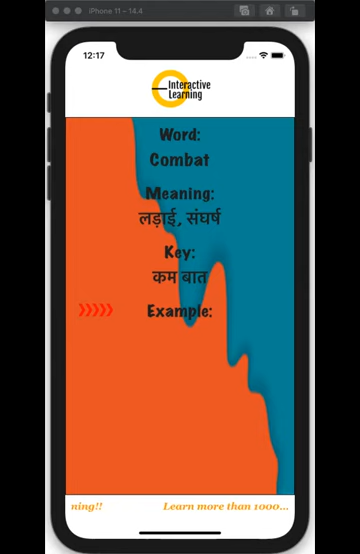 iPhone 11 – 14.4
12:17
Interactive
Learning
Word:
Combat
Meaning:
लड़ाई, संघर्ष
Key:
कम बात
Example:
ning!!
Learn more than 1000...